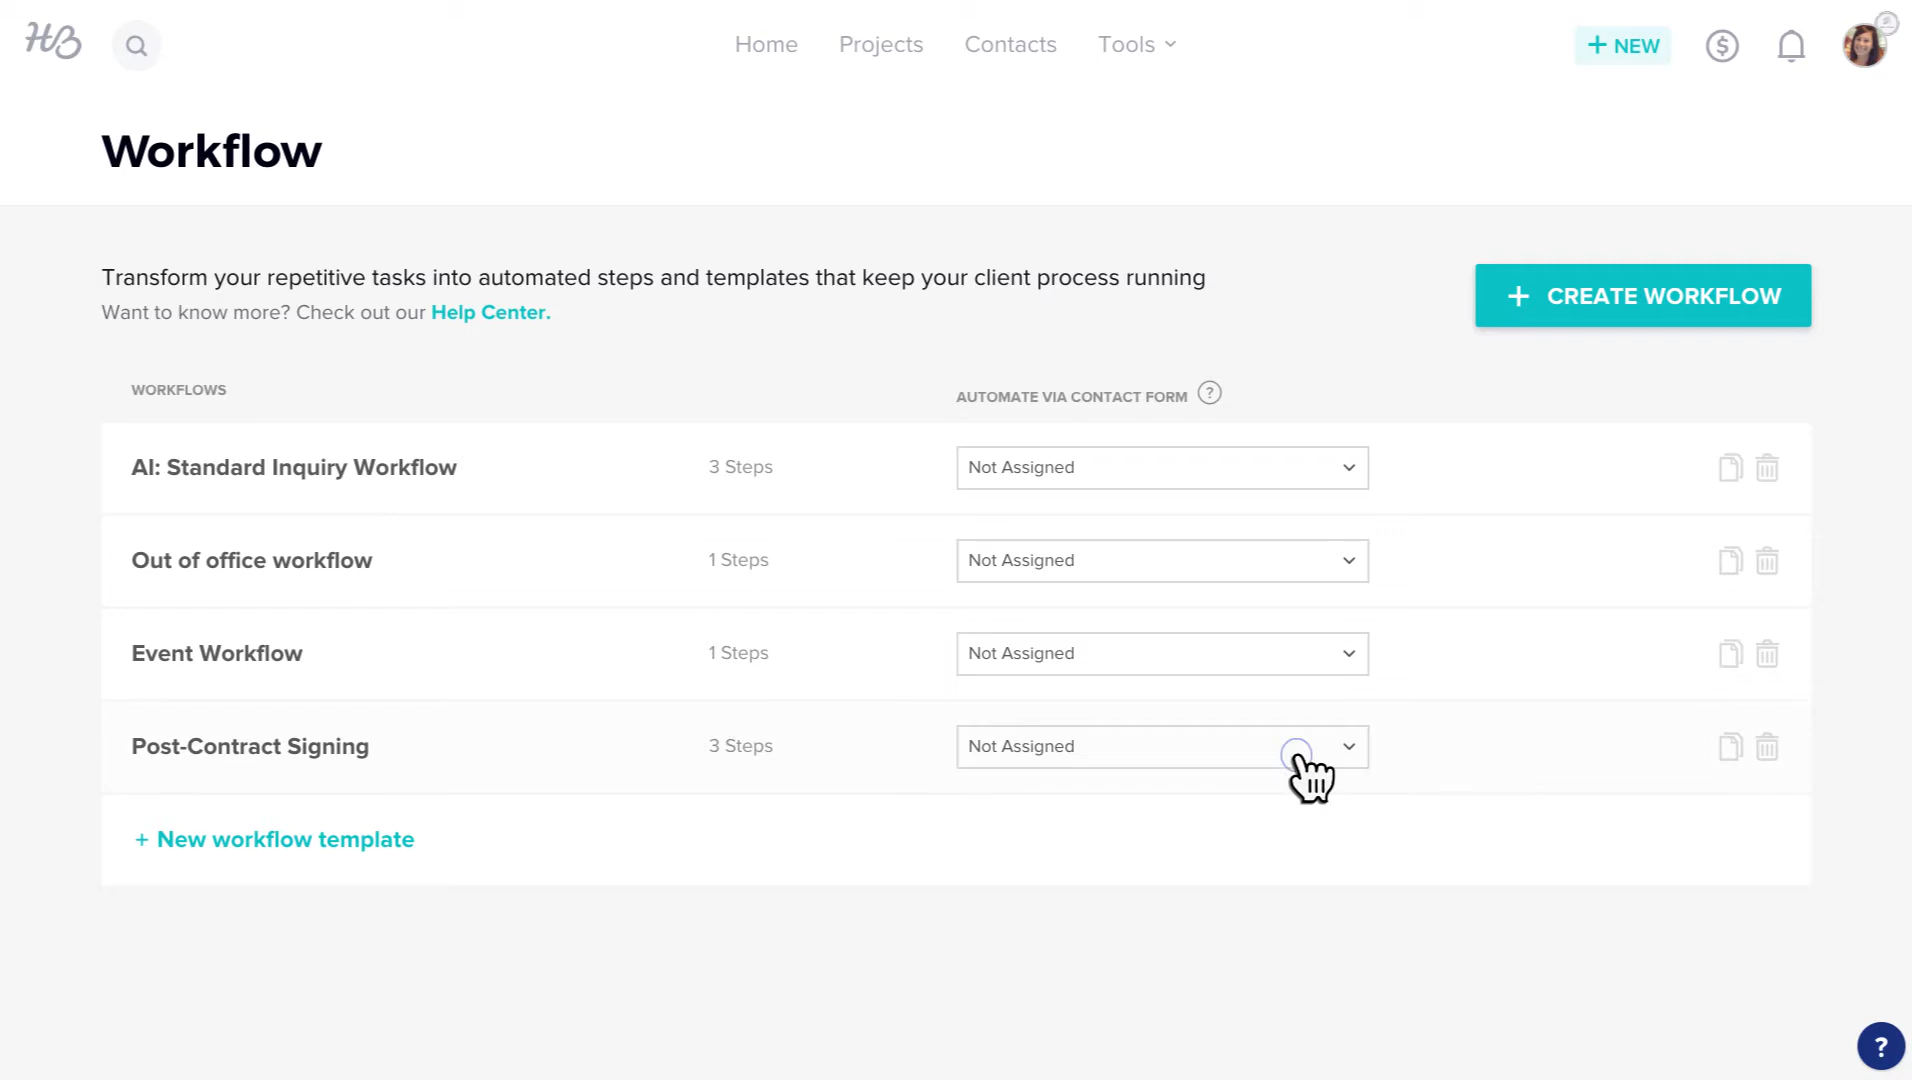 HB
Home Projects Contacts Tools
+ NEW
Workflow
Transform your repetitive tasks into automated steps and templates that keep your client process running
Want to know more? Check out our Help Center.
+ CREATE WORKFLOW
WORKFLOWS
AUTOMATE VIA CONTACT FORM ?
AI: Standard Inquiry Workflow 3 Steps Not Assigned
Out of office workflow 1 Steps Not Assigned
Event Workflow 1 Steps Not Assigned
Post-Contract Signing 3 Steps Not Assigned
+ New workflow template
?